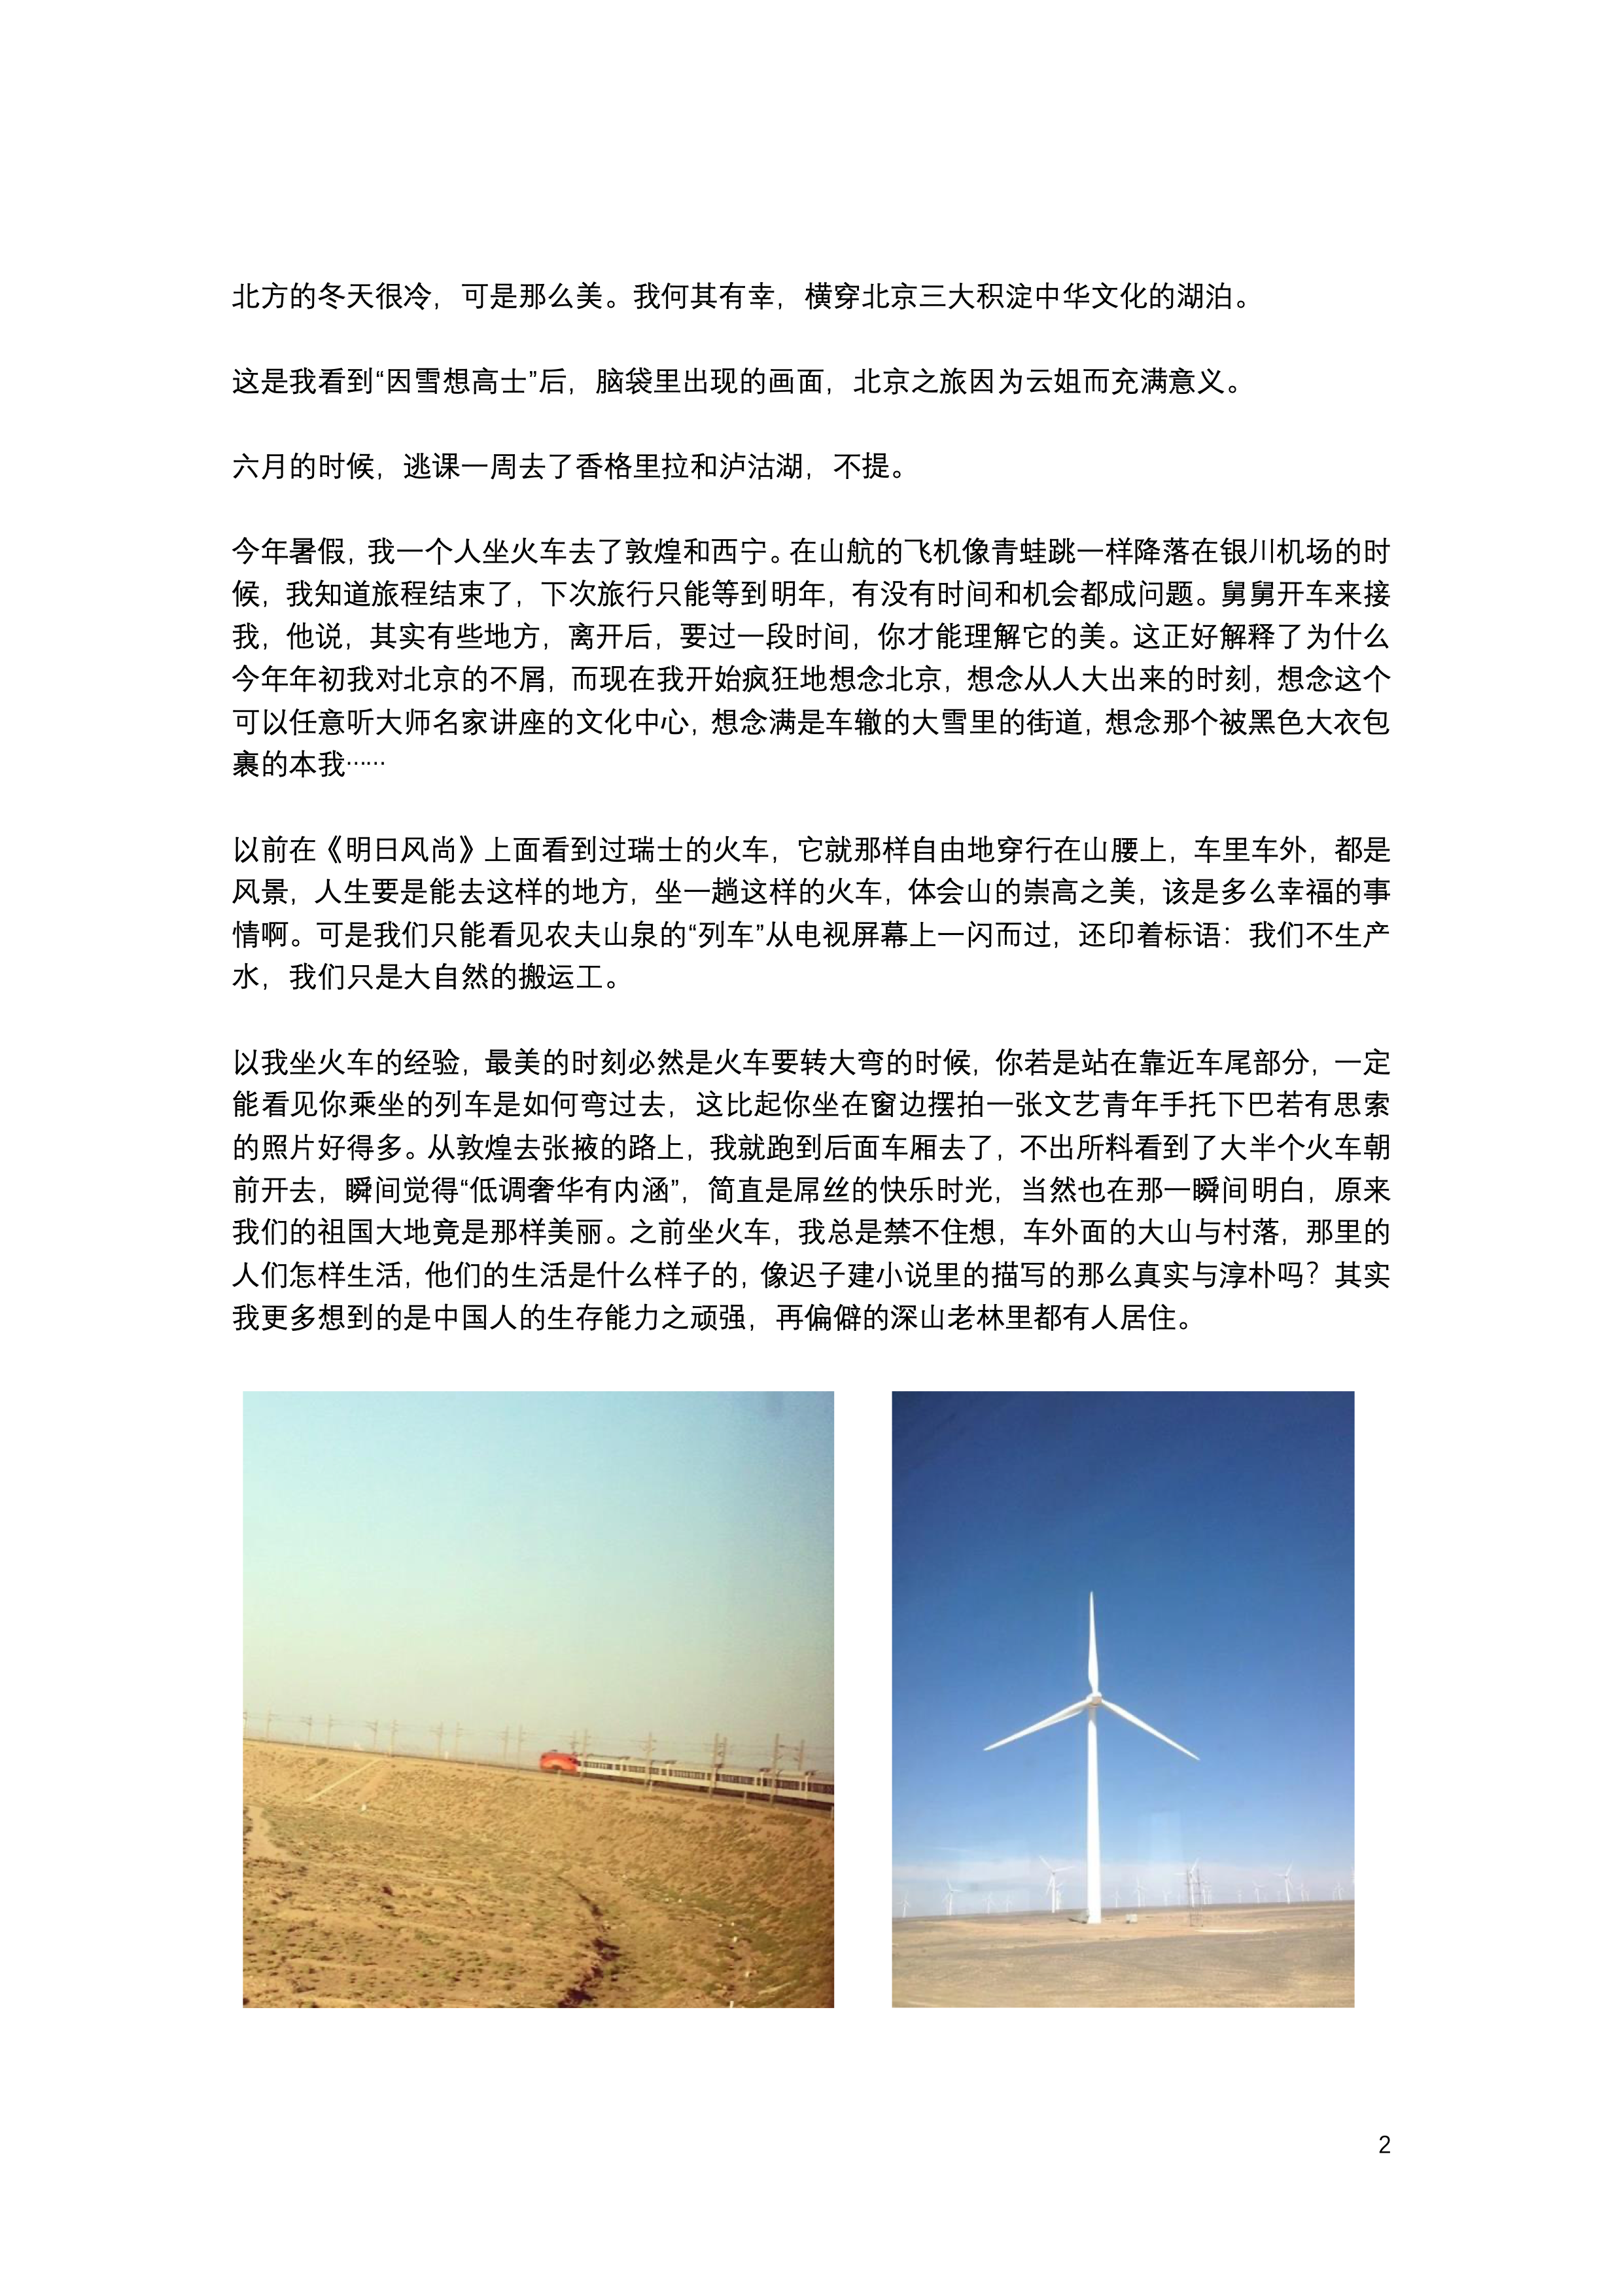 北方的冬天很冷，可是那么美。我何其有幸，横穿北京三大积淀中华文化的湖泊。
这是我看到“因雪想高士”后，脑袋里出现的画面，北京之旅因为云姐而充满意义。
六月的时候，逃课一周去了香格里拉和泸沽湖，不提。
今年暑假，我一个人坐火车去了敦煌和西宁。在山航的飞机像青蛙跳一样降落在银川机场的时
候，我知道旅程结束了，下次旅行只能等到明年，有没有时间和机会都成问题。舅舅开车来接
我，他说，其实有些地方，离开后，要过一段时间，你才能理解它的美。这正好解释了为什么
今年年初我对北京的不屑，而现在我开始疯狂地想念北京，想念从人大出来的时刻，想念这个
可以任意听大师名家讲座的文化中心，想念满是车辙的大雪里的街道，想念那个被黑色大衣包
裹的本我……
以前在《明日风尚》上面看到过瑞士的火车，它就那样自由地穿行在山腰上，车里车外，都是
风景，人生要是能去这样的地方，坐一趟这样的火车，体会山的崇高之美，该是多么幸福的事
情啊。可是我们只能看见农夫山泉的“列车”从电视屏幕上一闪而过，还印着标语：我们不生产
水，我们只是大自然的搬运工。
以我坐火车的经验，最美的时刻必然是火车要转大弯的时候，你若是站在靠近车尾部分，一定
能看见你乘坐的列车是如何弯过去，这比起你坐在窗边摆拍一张文艺青年手托下巴若有思索
的照片好得多。从敦煌去张掖的路上，我就跑到后面车厢去了，不出所料看到了大半个火车朝
前开去，瞬间觉得“低调奢华有内涵”，简直是屌丝的快乐时光，当然也在那一瞬间明白，原来
我们的祖国大地竟是那样美丽。之前坐火车，我总是禁不住想，车外面的大山与村落，那里的
人们怎样生活，他们的生活是什么样子的，像迟子建小说里的描写的那么真实与淳朴吗？其实
我更多想到的是中国人的生存能力之顽强，再偏僻的深山老林里都有人居住。
2